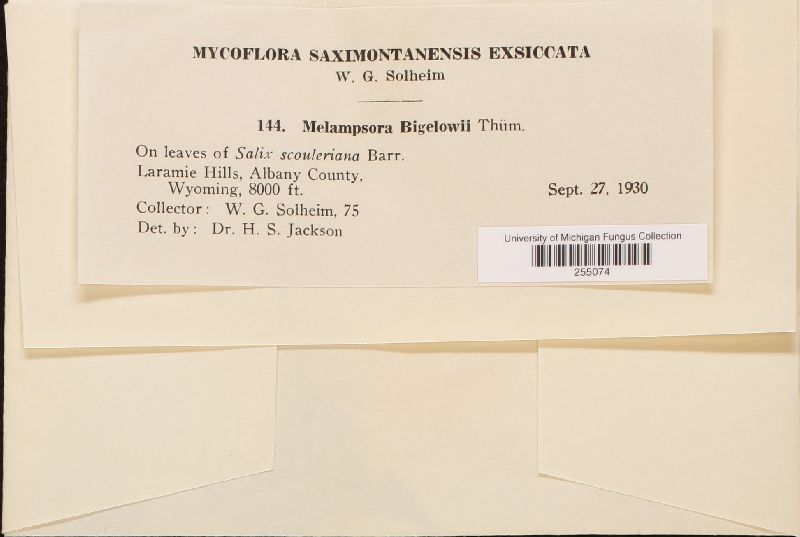 MYCOFLORA SAXIMONTANENSIS EXSICCATA
W. G. Solheim
144. Melampsora Bigelowii Thüm.
On leaves of Salix scouleriana Barr.
Laramie Hills, Albany County,
Wyoming, 8000 ft. Sept. 27, 1930
Collector: W. G. Solheim, 75
Det. by: Dr. H. S. Jackson
University of Michigan Fungus Collection
255074